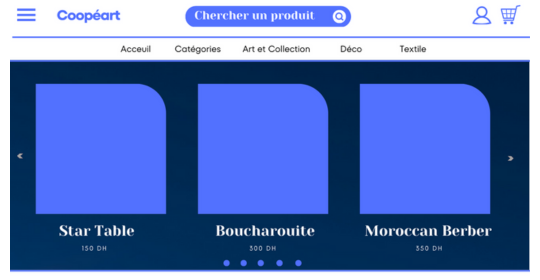 Coopéart
Chercher un produit
Acceuil Catégories Art et Collection Déco Textile
Star Table Boucharouite Moroccan Berber
150 DH 300 DH 350 DH